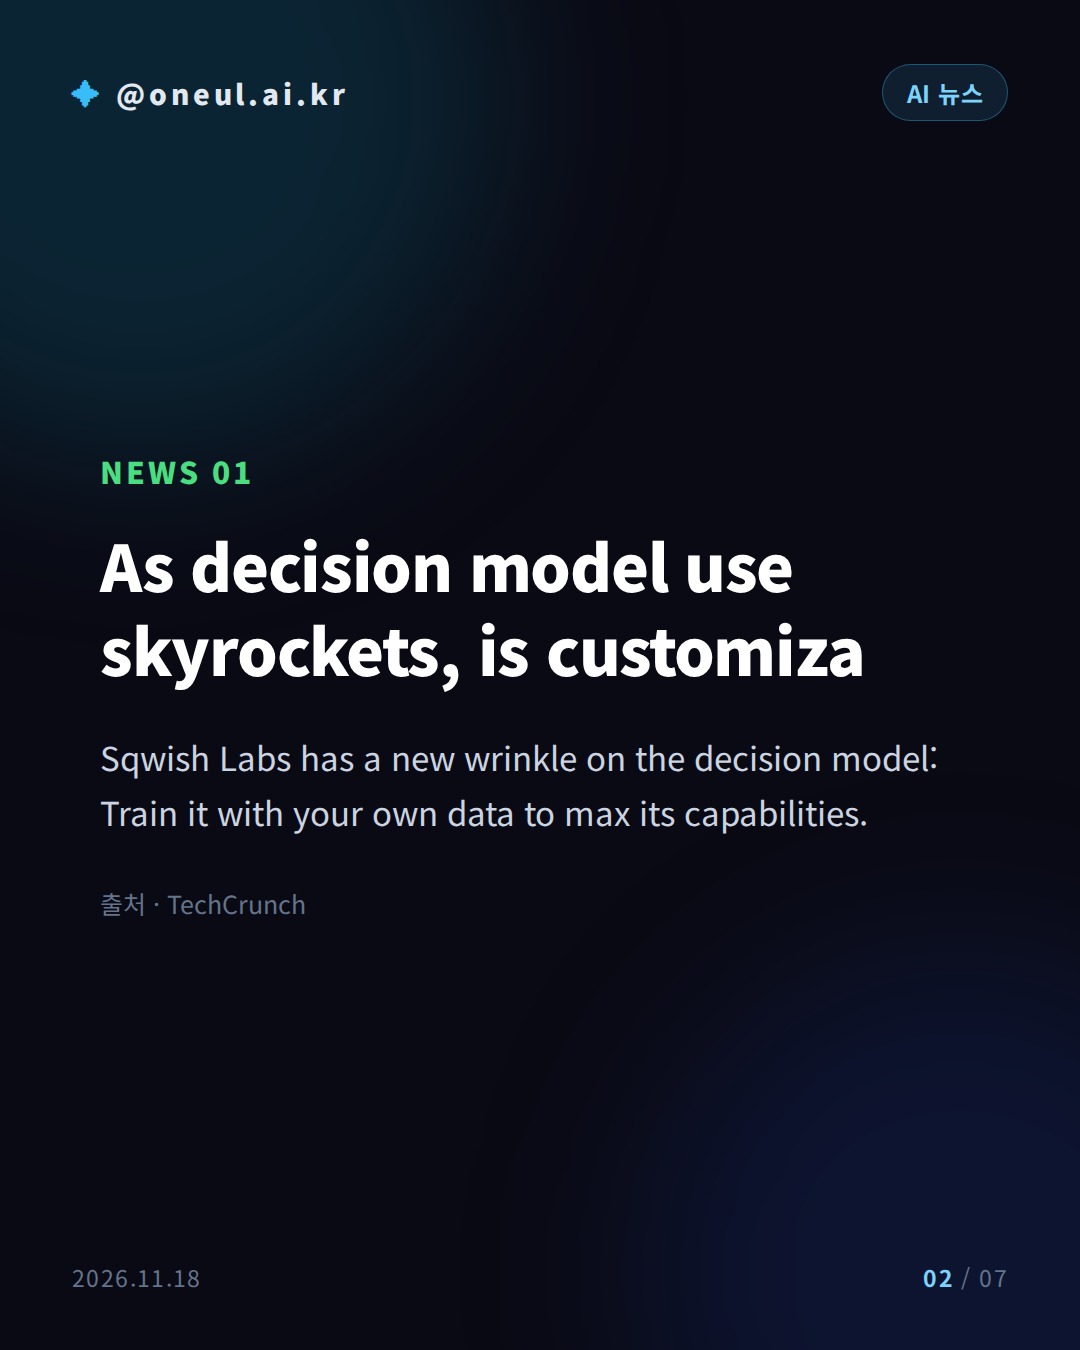 @oneul.ai.kr
AI 뉴스
NEWS 01
As decision model use
skyrockets, is customiza
Sqwish Labs has a new wrinkle on the decision model:
Train it with your own data to max its capabilities.
출처 · TechCrunch
2026.11.18
02 / 07